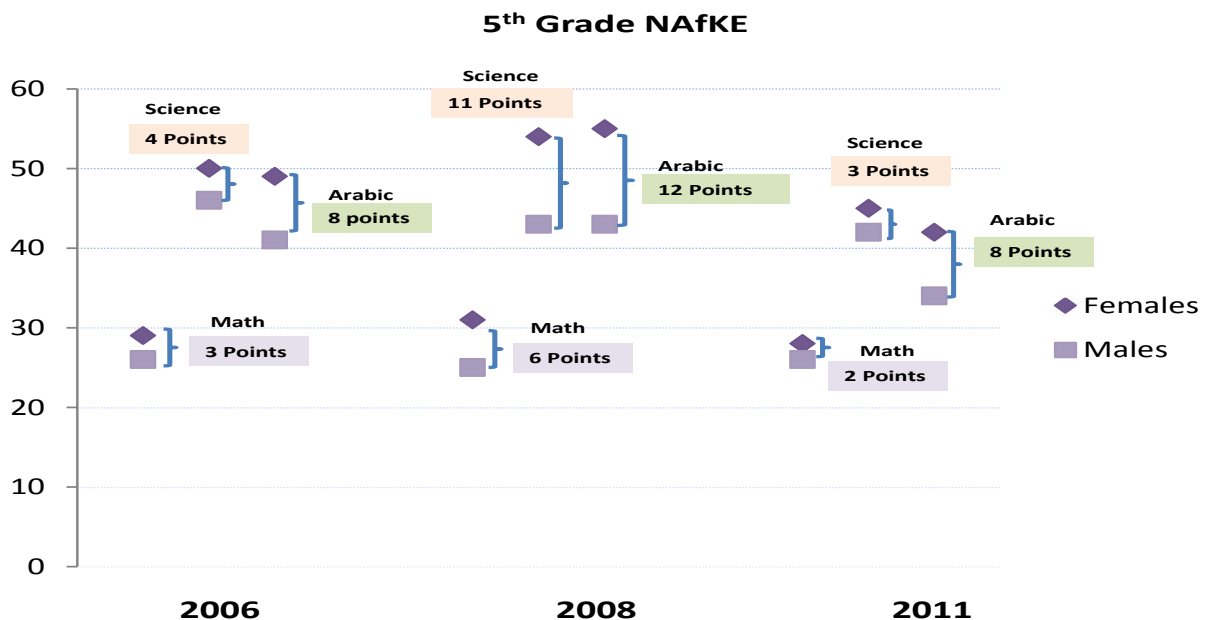 5th Grade NAfKE
60
50
40
30
20
10
0
Science
4 Points
Arabic
8 points
Math
3 Points
Science
11 Points
Arabic
12 Points
Math
6 Points
Science
3 Points
Arabic
8 Points
Math
2 Points
Females
Males
2006
2008
2011